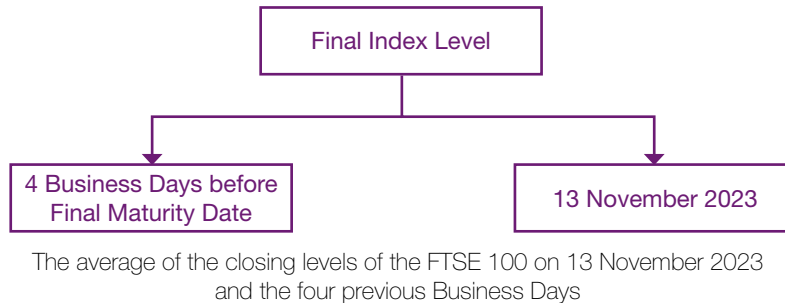 Final Index Level
4 Business Days before
Final Maturity Date
13 November 2023
The average of the closing levels of the FTSE 100 on 13 November 2023
and the four previous Business Days